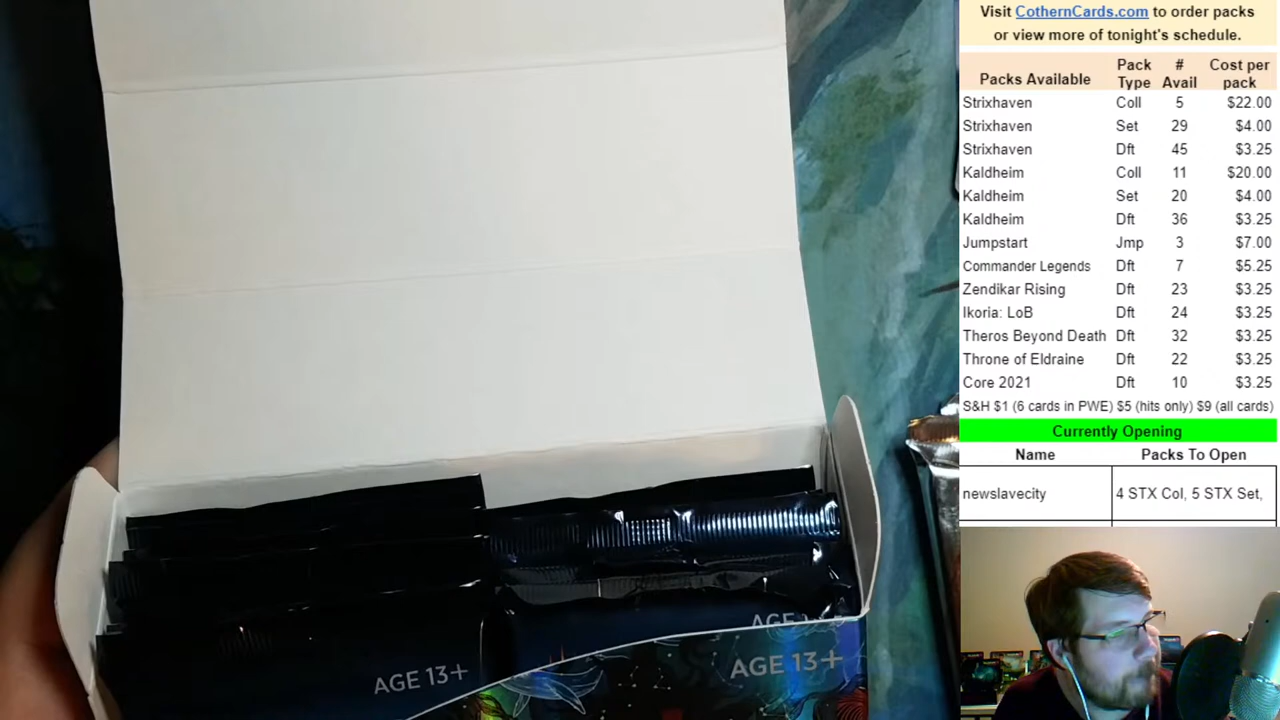 Visit CothernCards.com to order packs
or view more of tonight's schedule.
Packs Available Pack Type # Avail Cost per pack
Strixhaven Coll 5 $22.00
Strixhaven Set 29 $4.00
Strixhaven Dft 45 $3.25
Kaldheim Coll 11 $20.00
Kaldheim Set 20 $4.00
Kaldheim Dft 36 $3.25
Jumpstart Jmp 3 $7.00
Commander Legends Dft 7 $5.25
Zendikar Rising Dft 23 $3.25
Ikoria: LoB Dft 24 $3.25
Theros Beyond Death Dft 32 $3.25
Throne of Eldraine Dft 22 $3.25
Core 2021 Dft 10 $3.25
S&H $1 (6 cards in PWE) $5 (hits only) $9 (all cards)
Currently Opening
Name Packs To Open
newslavecity 4 STX Col, 5 STX Set,
AGE
AGE 13+
AGE 13+